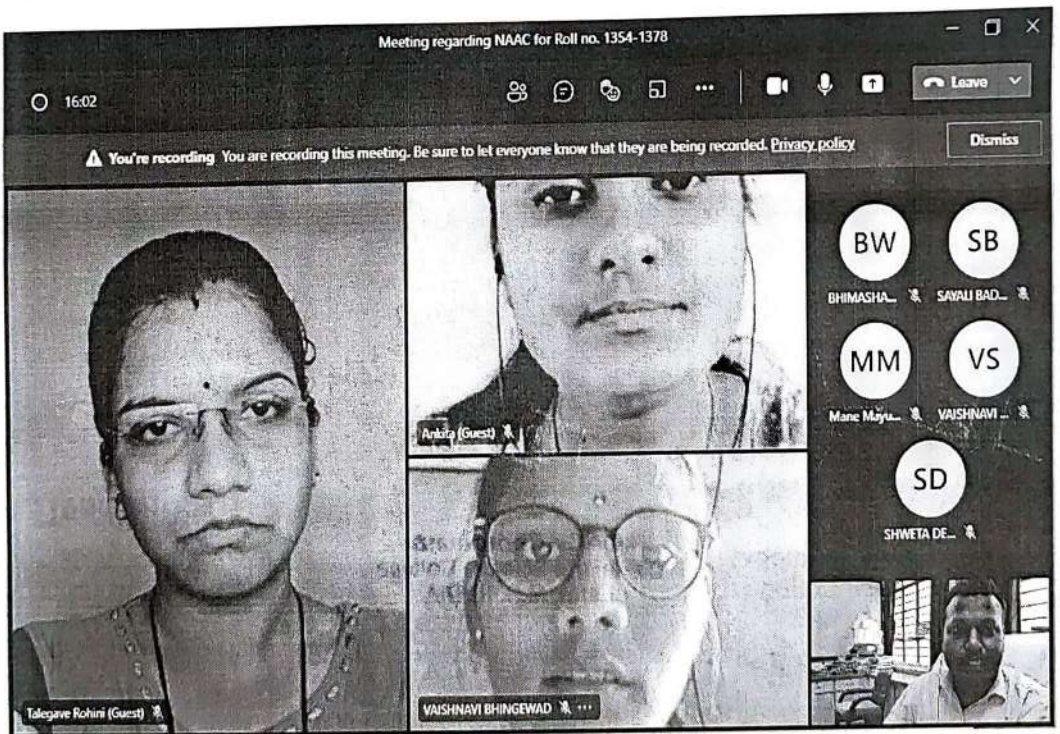 Meeting regarding NAAC for Roll no. 1354-1378
16:02
Leave
You're recording You are recording this meeting. Be sure to let everyone know that they are being recorded. Privacy policy
Dismiss
BW
SB
BHIMASHA...
SAYALI BAD...
MM
VS
Mane Mayu...
VAISHNAVI ...
SD
SHWETA DE...
Ankita (Guest)
Talegave Rohini (Guest)
VAISHNAVI BHINGEWAD